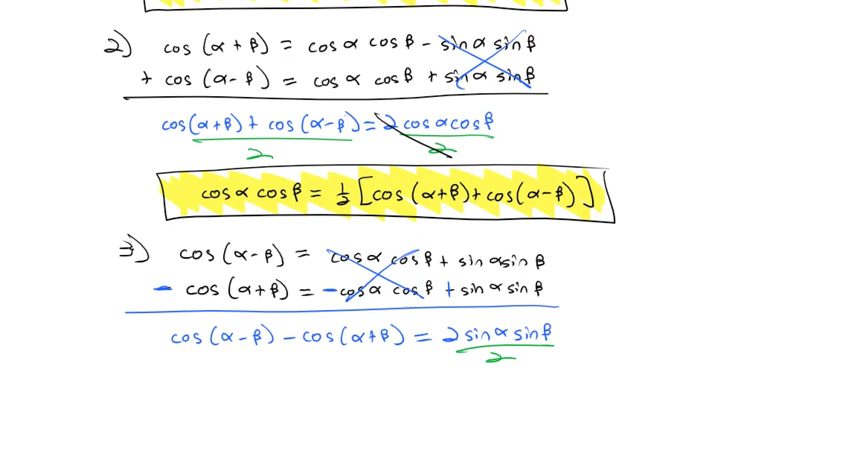 2) cos (α + β) = cos α cos β - sin α sin β
+ cos (α - β) = cos α cos β + sin α sin β
cos(α+β) + cos(α-β) = 2 cos α cos β
2 2
cos α cos β = 1/2 [cos (α+β) + cos(α-β)]
3) cos (α - β) = cos α cos β + sin α sin β
- cos (α + β) = - cos α cos β + sin α sin β
cos (α - β) - cos (α + β) = 2 sin α sin β
2